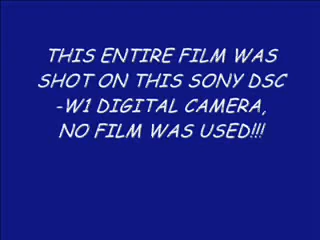 THIS ENTIRE FILM WAS
SHOT ON THIS SONY DSC
-W1 DIGITAL CAMERA,
NO FILM WAS USED!!!